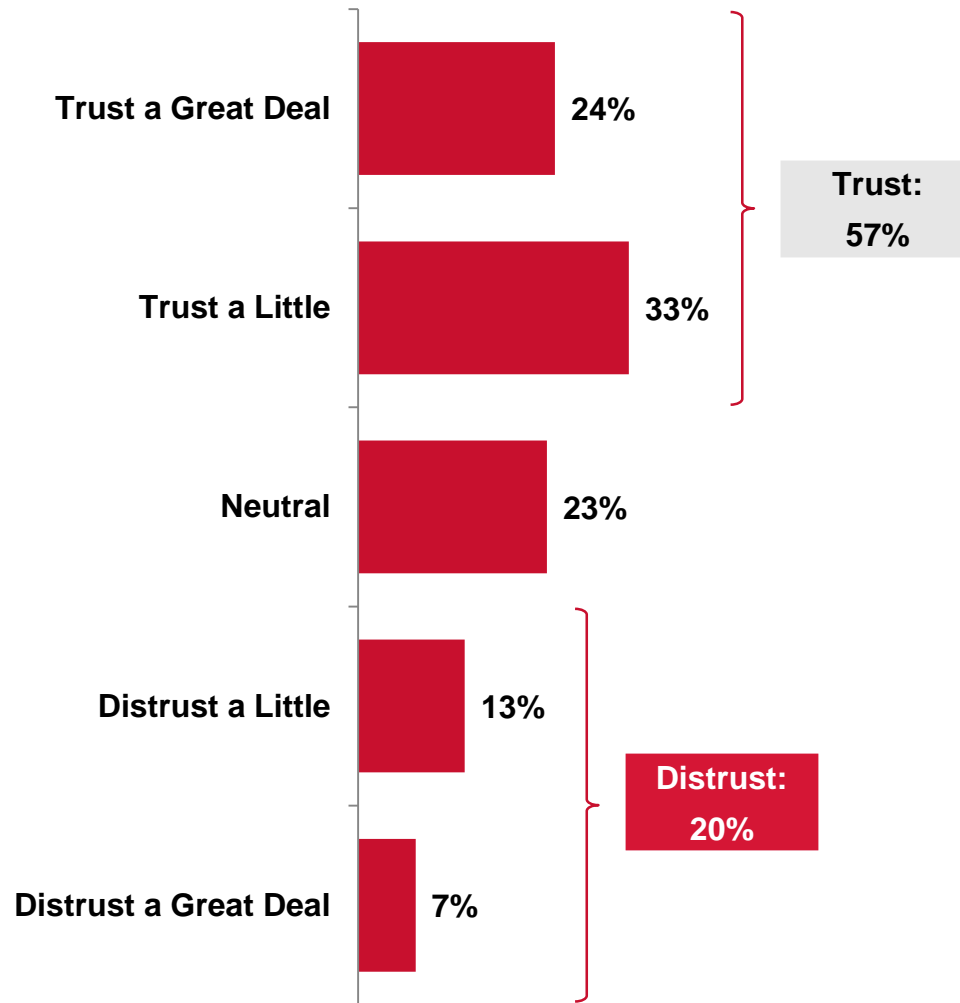 Trust a Great Deal
24%
Trust:
57%
Trust a Little
33%
Neutral
23%
Distrust a Little
13%
Distrust:
20%
Distrust a Great Deal
7%